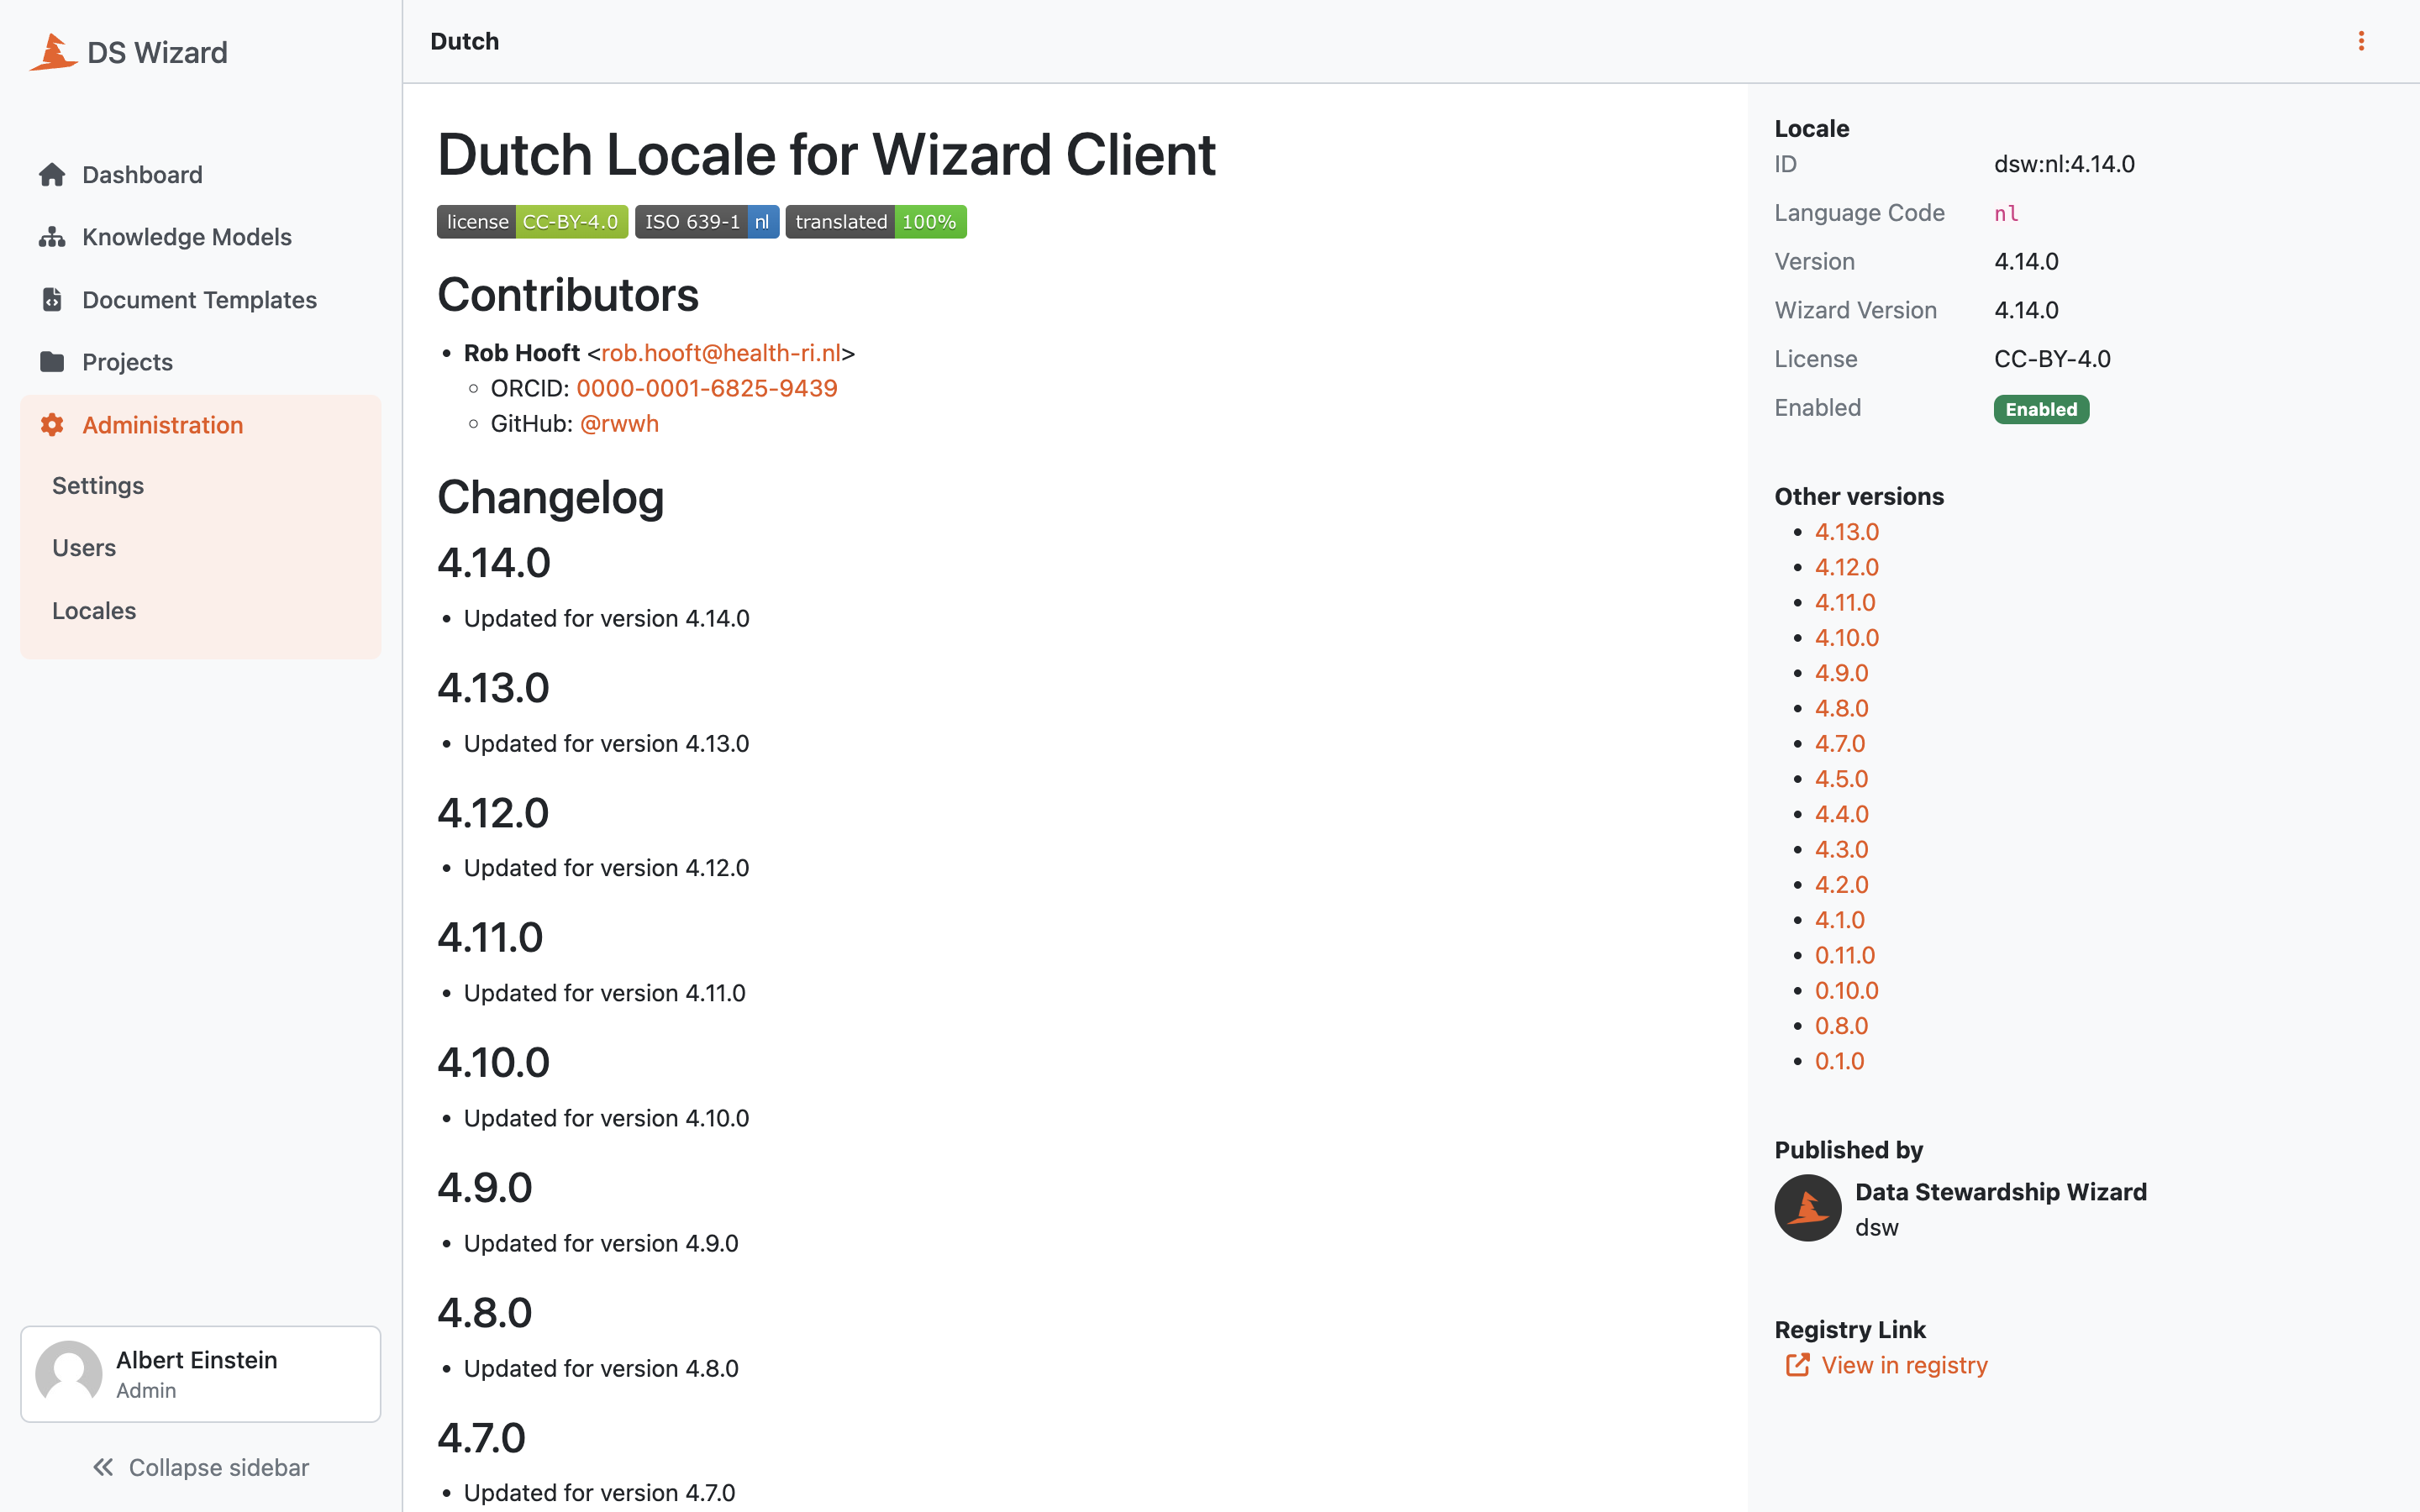 DS Wizard
Dashboard
Knowledge Models
Document Templates
Projects
Administration
Settings
Users
Locales
Albert Einstein
Admin
Collapse sidebar
Dutch
Dutch Locale for Wizard Client
license CC-BY-4.0 ISO 639-1 nl translated 100%
Contributors
• Rob Hooft <rob.hooft@health-ri.nl>
◦ ORCID: 0000-0001-6825-9439
◦ GitHub: @rwwh
Changelog
4.14.0
• Updated for version 4.14.0
4.13.0
• Updated for version 4.13.0
4.12.0
• Updated for version 4.12.0
4.11.0
• Updated for version 4.11.0
4.10.0
• Updated for version 4.10.0
4.9.0
• Updated for version 4.9.0
4.8.0
• Updated for version 4.8.0
4.7.0
• Updated for version 4.7.0
Locale
ID dsw:nl:4.14.0
Language Code nl
Version 4.14.0
Wizard Version 4.14.0
License CC-BY-4.0
Enabled Enabled
Other versions
• 4.13.0
• 4.12.0
• 4.11.0
• 4.10.0
• 4.9.0
• 4.8.0
• 4.7.0
• 4.5.0
• 4.4.0
• 4.3.0
• 4.2.0
• 4.1.0
• 0.11.0
• 0.10.0
• 0.8.0
• 0.1.0
Published by
Data Stewardship Wizard
dsw
Registry Link
View in registry